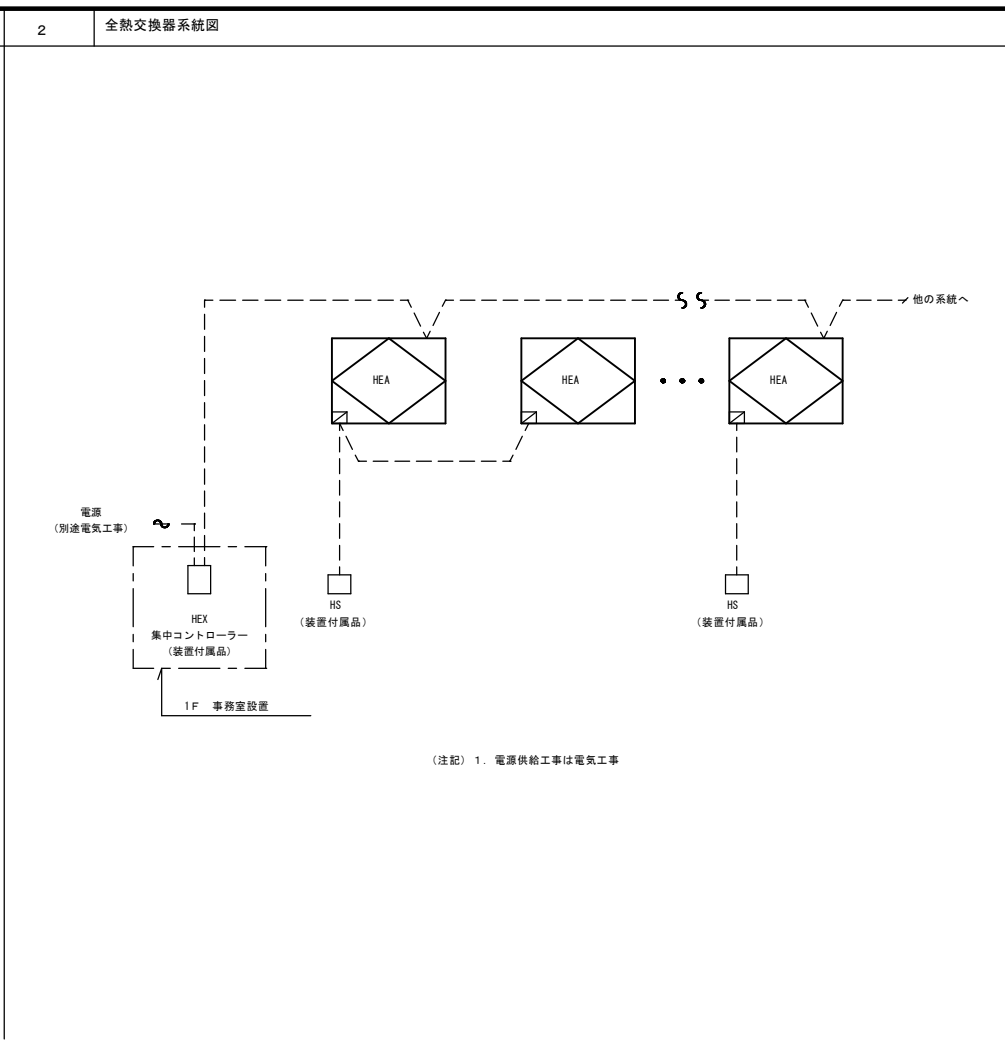 2
全熱交換器系統図
他の系統へ
HEA
HEA
HEA
電源
(別途電気工事)
HEX
集中コントローラー
(装置付属品)
HS
(装置付属品)
HS
(装置付属品)
1F 事務室設置
(注記) 1. 電源供給工事は電気工事